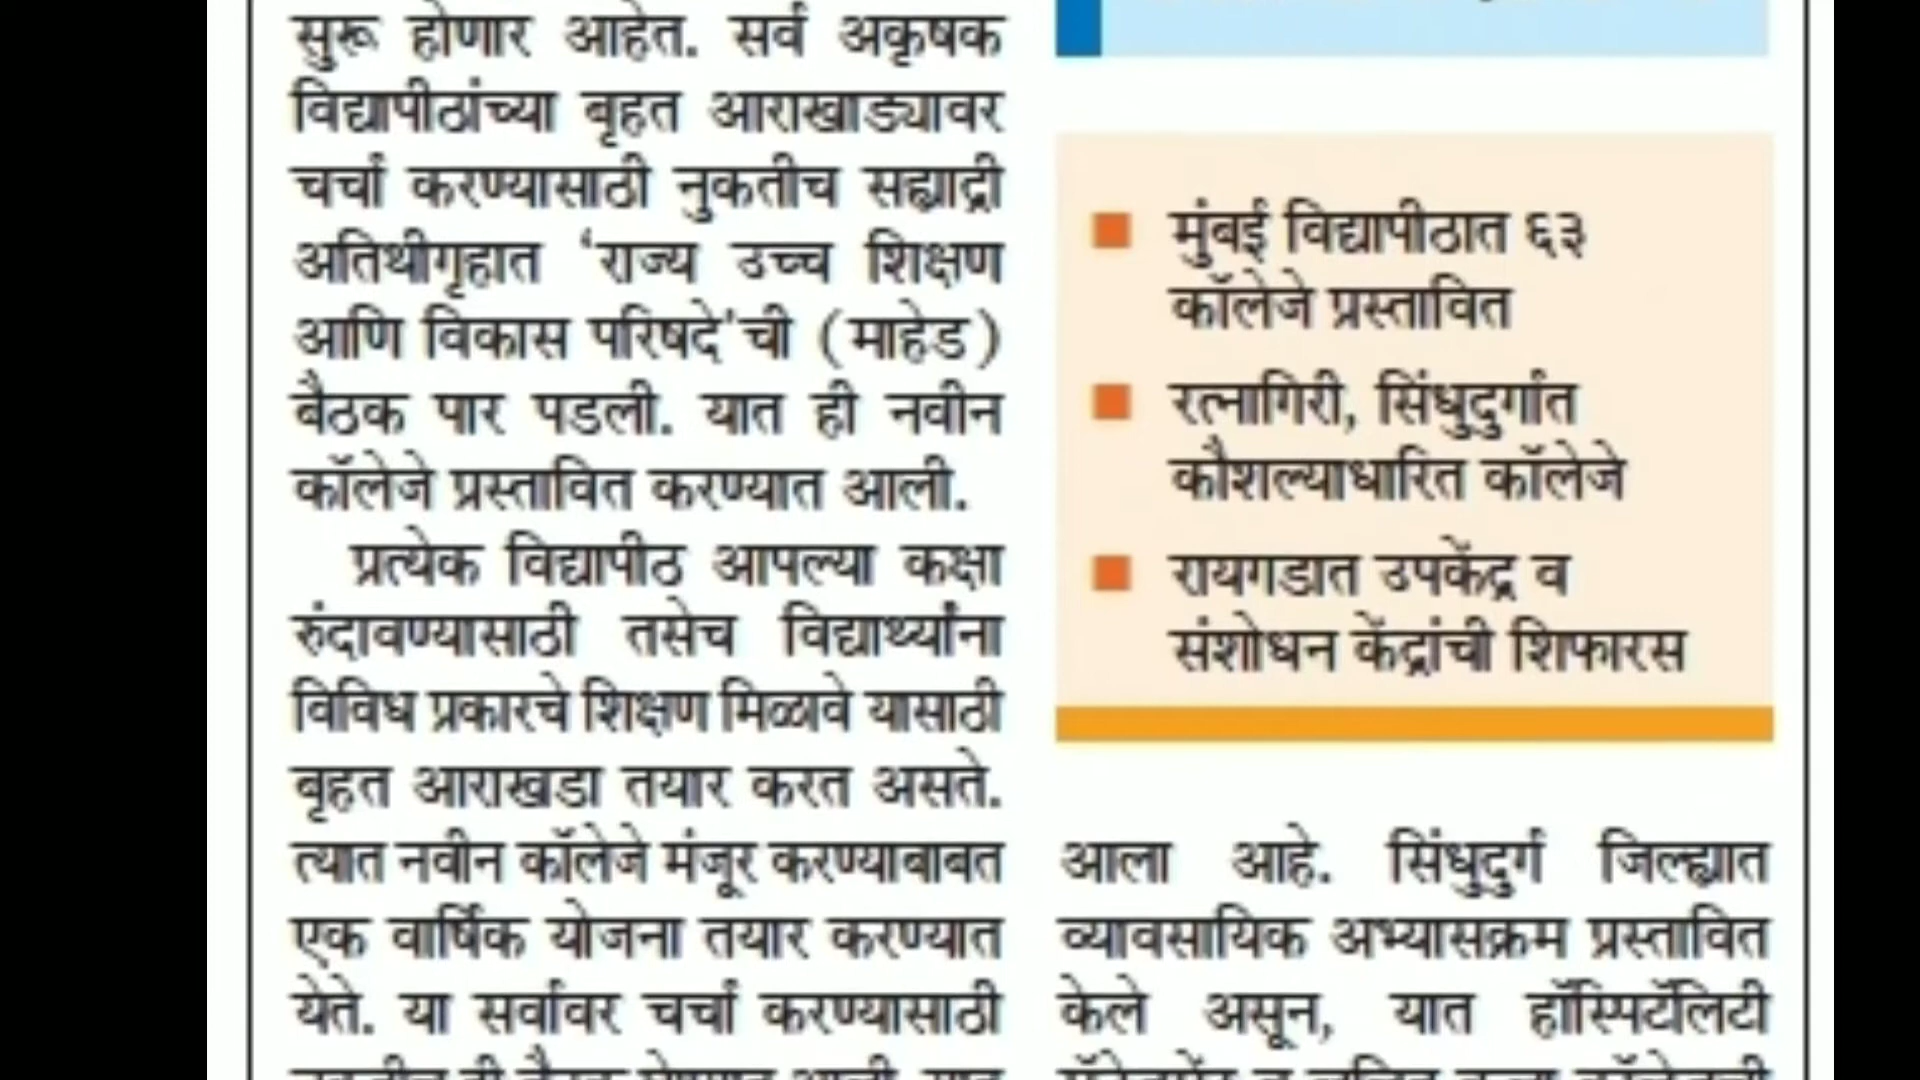 सुरू होणार आहेत. सर्व अकृषक
विद्यापीठांच्या बृहत आराखाड्यावर
चर्चा करण्यासाठी नुकतीच सह्याद्री
अतिथीगृहात ‘राज्य उच्च शिक्षण
आणि विकास परिषदे'ची (माहेड)
बैठक पार पडली. यात ही नवीन
कॉलेजे प्रस्तावित करण्यात आली.
प्रत्येक विद्यापीठ आपल्या कक्षा
रुंदावण्यासाठी तसेच विद्यार्थ्यांना
विविध प्रकारचे शिक्षण मिळावे यासाठी
बृहत आराखडा तयार करत असते.
त्यात नवीन कॉलेजे मंजूर करण्याबाबत
एक वार्षिक योजना तयार करण्यात
येते. या सर्वांवर चर्चा करण्यासाठी
मुंबई विद्यापीठात ६३
कॉलेजे प्रस्तावित
रत्नागिरी, सिंधुदुर्गात
कौशल्याधारित कॉलेजे
रायगडात उपकेंद्र व
संशोधन केंद्रांची शिफारस
आला आहे. सिंधुदुर्ग जिल्ह्यात
व्यावसायिक अभ्यासक्रम प्रस्तावित
केले असून, यात हॉस्पिटॅलिटी